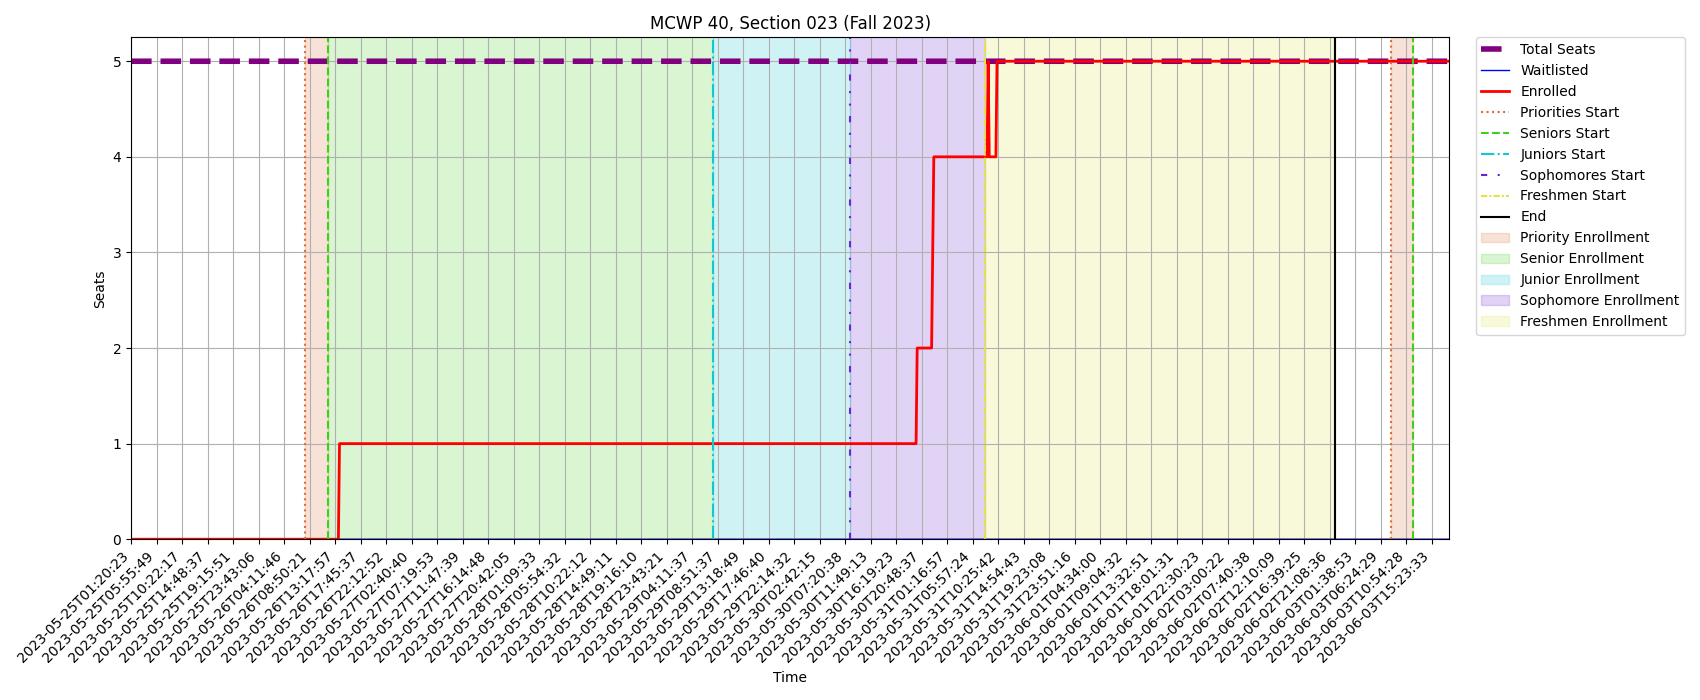 MCWP 40, Section 023 (Fall 2023)
Seats
5
4
3
2
1
0
2023-05-25T01:20:23
2023-05-25T05:55:49
2023-05-25T10:22:17
2023-05-25T14:48:37
2023-05-25T19:15:51
2023-05-25T23:43:06
2023-05-26T04:11:46
2023-05-26T08:50:21
2023-05-26T13:17:57
2023-05-26T17:45:37
2023-05-26T22:12:52
2023-05-27T02:40:40
2023-05-27T07:19:53
2023-05-27T11:47:39
2023-05-27T16:14:48
2023-05-27T20:42:05
2023-05-28T01:09:33
2023-05-28T05:54:32
2023-05-28T10:22:12
2023-05-28T14:49:11
2023-05-28T19:16:10
2023-05-28T23:43:21
2023-05-29T04:11:37
2023-05-29T08:51:37
2023-05-29T13:18:49
2023-05-29T17:46:40
2023-05-29T22:14:32
2023-05-30T02:42:15
2023-05-30T07:20:38
2023-05-30T11:49:13
2023-05-30T16:19:23
2023-05-30T20:48:37
2023-05-31T01:16:57
2023-05-31T05:57:24
2023-05-31T10:25:42
2023-05-31T14:54:43
2023-05-31T19:23:08
2023-05-31T23:51:16
2023-06-01T04:34:00
2023-06-01T09:04:32
2023-06-01T13:32:51
2023-06-01T18:01:31
2023-06-01T22:30:23
2023-06-02T03:00:22
2023-06-02T07:40:38
2023-06-02T12:10:09
2023-06-02T16:39:25
2023-06-02T21:08:36
2023-06-03T01:38:53
2023-06-03T06:24:29
2023-06-03T10:54:28
2023-06-03T15:23:33
Time
Total Seats
Waitlisted
Enrolled
Priorities Start
Seniors Start
Juniors Start
Sophomores Start
Freshmen Start
End
Priority Enrollment
Senior Enrollment
Junior Enrollment
Sophomore Enrollment
Freshmen Enrollment